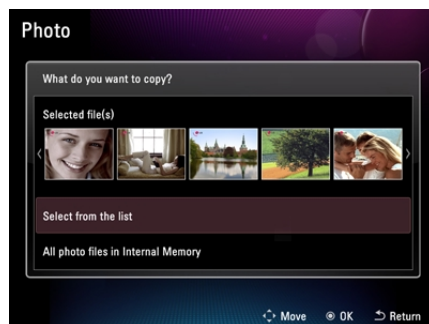 Photo
What do you want to copy?
Selected file(s)
Select from the list
All photo files in Internal Memory
Move OK Return